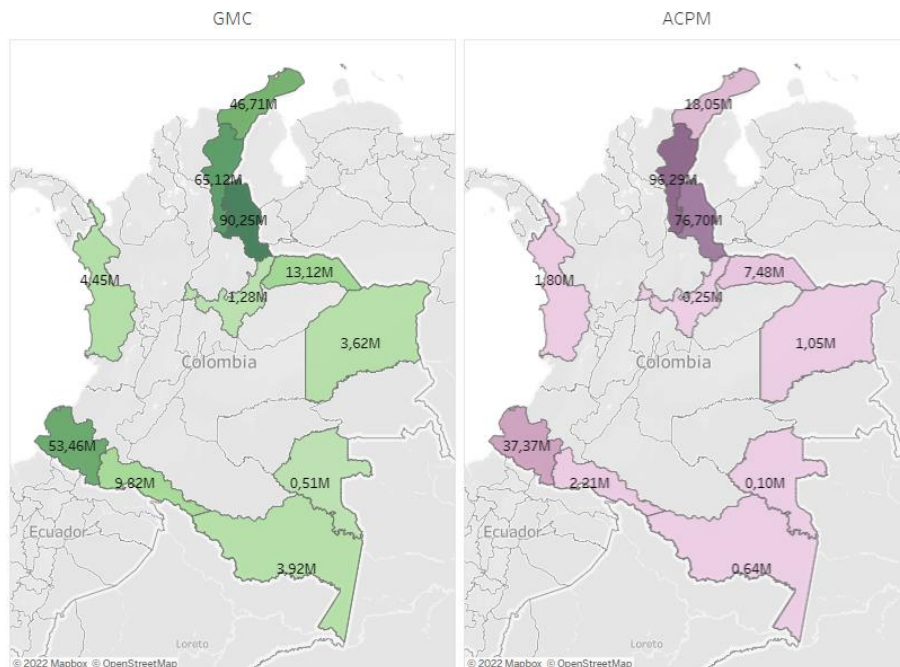 GMC
46,71M
65,12M
90,25M
13,12M
4,45M
1,28M
3,62M
Colombia
53,46M
9,82M
0,51M
Ecuador
3,92M
Loreto
© 2022 Mapbox © OpenStreetMap
ACPM
18,05M
96,29M
76,70M
7,48M
1,80M
0,25M
1,05M
Colombia
37,37M
2,21M
0,10M
Ecuador
0,64M
Loreto
© 2022 Mapbox © OpenStreetMap